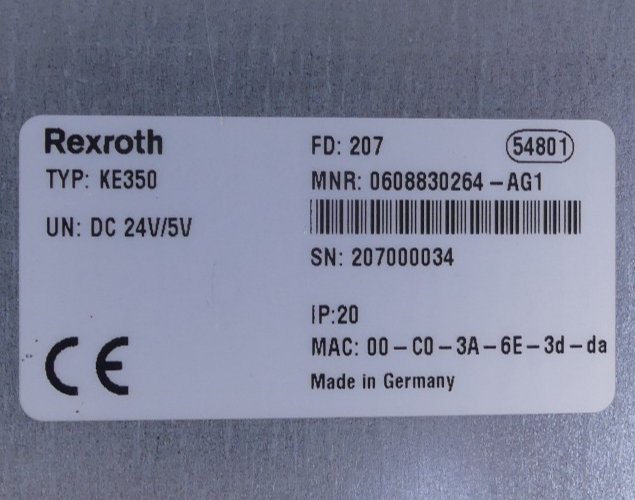 Rexroth
TYP: KE350
UN: DC 24V/5V
FD: 207
54801
MNR: 0608830264-AG1
SN: 207000034
IP:20
MAC: 00-C0-3A-6E-3d-da
Made in Germany
CE